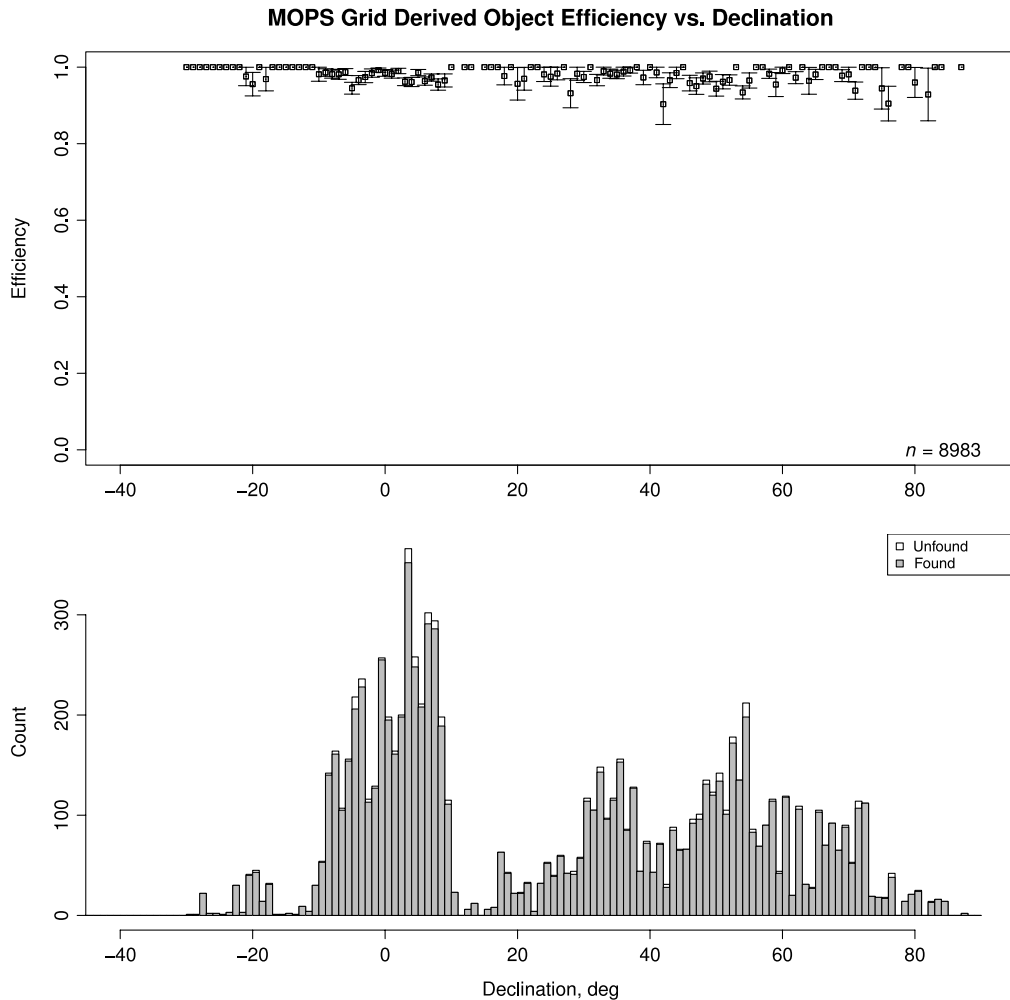 MOPS Grid Derived Object Efficiency vs. Declination
Efficiency
1.0
0.8
0.6
0.4
0.2
0.0
n = 8983
−40 −20 0 20 40 60 80
Unfound
Found
Count
300
200
100
0
−40 −20 0 20 40 60 80
Declination, deg